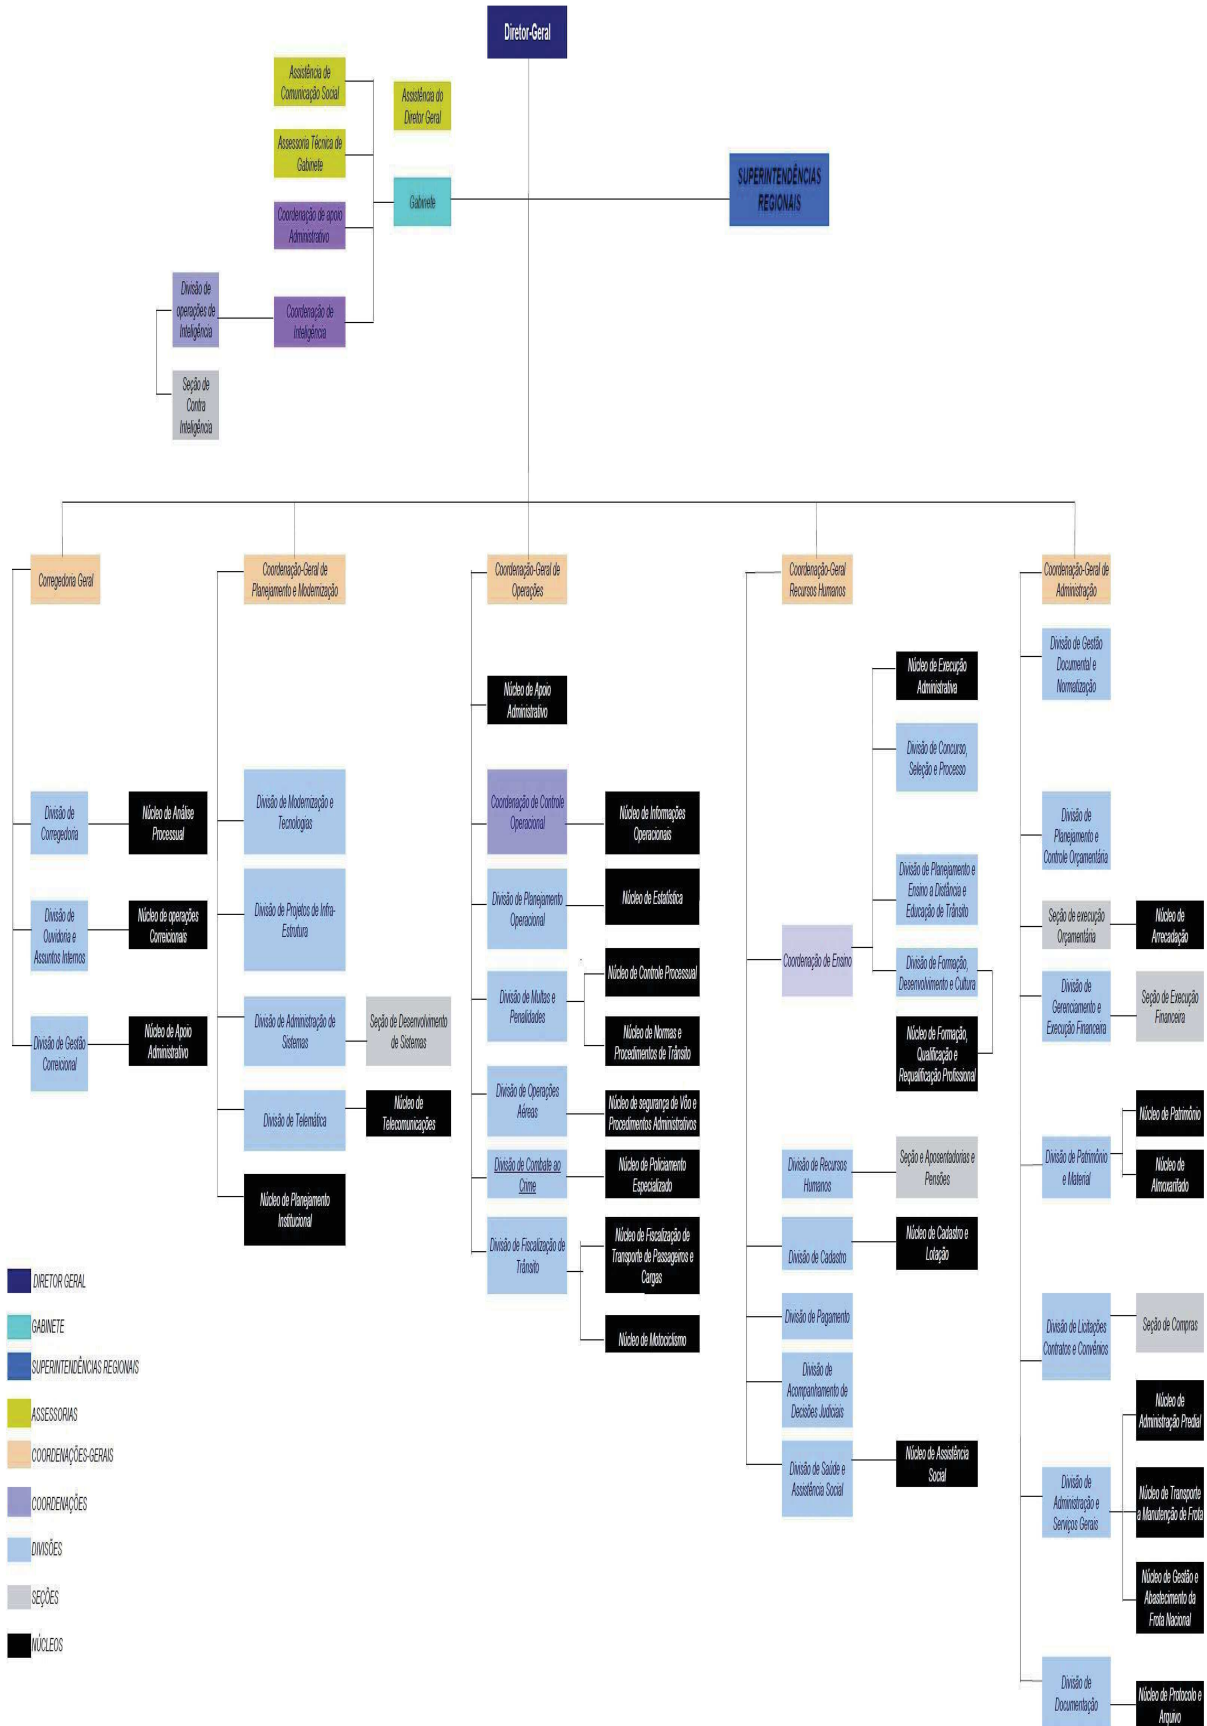 Diretor-Geral
Assistência de
Comunicação Social
Assistência do
Diretor Geral
Assessoria Técnica de
Gabinete
Gabinete
SUPERINTENDÊNCIAS
REGIONAIS
Coordenação de apoio
Administrativo
Divisão de
operações de
Inteligência
Coordenação de
Inteligência
Seção de
Contra
Inteligência
Corregedoria Geral
Divisão de
Corregedoria
Núcleo de Análise
Processual
Divisão de
Ouvidoria e
Assuntos Internos
Núcleo de operações
Correicionais
Divisão de Gestão
Correicional
Núcleo de Apoio
Administrativo
Coordenação-Geral de
Planejamento e Modernização
Divisão de Modernização e
Tecnologias
Divisão de Projetos de Infra-
Estrutura
Divisão de Administração de
Sistemas
Seção de Desenvolvimento
de Sistemas
Divisão de Telemática
Núcleo de
Telecomunicações
Núcleo de Planejamento
Institucional
Coordenação-Geral de
Operações
Núcleo de Apoio
Administrativo
Coordenação de Controle
Operacional
Núcleo de Informações
Operacionais
Divisão de Planejamento
Operacional
Núcleo de Estatística
Divisão de Multas e
Penalidades
Núcleo de Controle Processual
Núcleo de Normas e
Procedimentos de Trânsito
Divisão de Operações
Aéreas
Núcleo de segurança de Vôo e
Procedimentos Administrativos
Divisão de Combate ao
Crime
Núcleo de Policiamento
Especializado
Divisão de Fiscalização de
Trânsito
Núcleo de Fiscalização de
Transporte de Passageiros e
Cargas
Núcleo de Motociclismo
Coordenação-Geral
Recursos Humanos
Coordenação de Ensino
Núcleo de Execução
Administrativa
Divisão de Concurso,
Seleção e Processo
Divisão de Planejamento e
Ensino a Distância e
Educação de Trânsito
Divisão de Formação,
Desenvolvimento e Cultura
Núcleo de Formação,
Qualificação e
Requalificação Profissional
Divisão de Recursos
Humanos
Seção e Aposentadorias e
Pensões
Divisão de Cadastro
Núcleo de Cadastro e
Lotação
Divisão de Pagamento
Divisão de
Acompanhamento de
Decisões Judiciais
Divisão de Saúde e
Assistência Social
Núcleo de Assistência
Social
Coordenação-Geral de
Administração
Divisão de Gestão
Documental e
Normatização
Divisão de
Planejamento e
Controle Orçamentária
Seção de execução
Orçamentária
Núcleo de
Arrecadação
Divisão de
Gerenciamento e
Execução Financeira
Seção de Execução
Financeira
Divisão de Patrimônio
e Material
Núcleo de Patrimônio
Núcleo de
Almoxarifado
Divisão de Licitações
Contratos e Convênios
Seção de Compras
Divisão de
Administração e
Serviços Gerais
Núcleo de
Administração Predial
Núcleo de Transporte
a Manutenção de Frota
Núcleo de Gestão e
Abastecimento da
Frota Nacional
Divisão de
Documentação
Núcleo de Protocolo e
Arquivo
DIRETOR GERAL
GABINETE
SUPERINTENDÊNCIAS REGIONAIS
ASSESSORIAS
COORDENAÇÕES-GERAIS
COORDENAÇÕES
DIVISÕES
SEÇÕES
NÚCLEOS